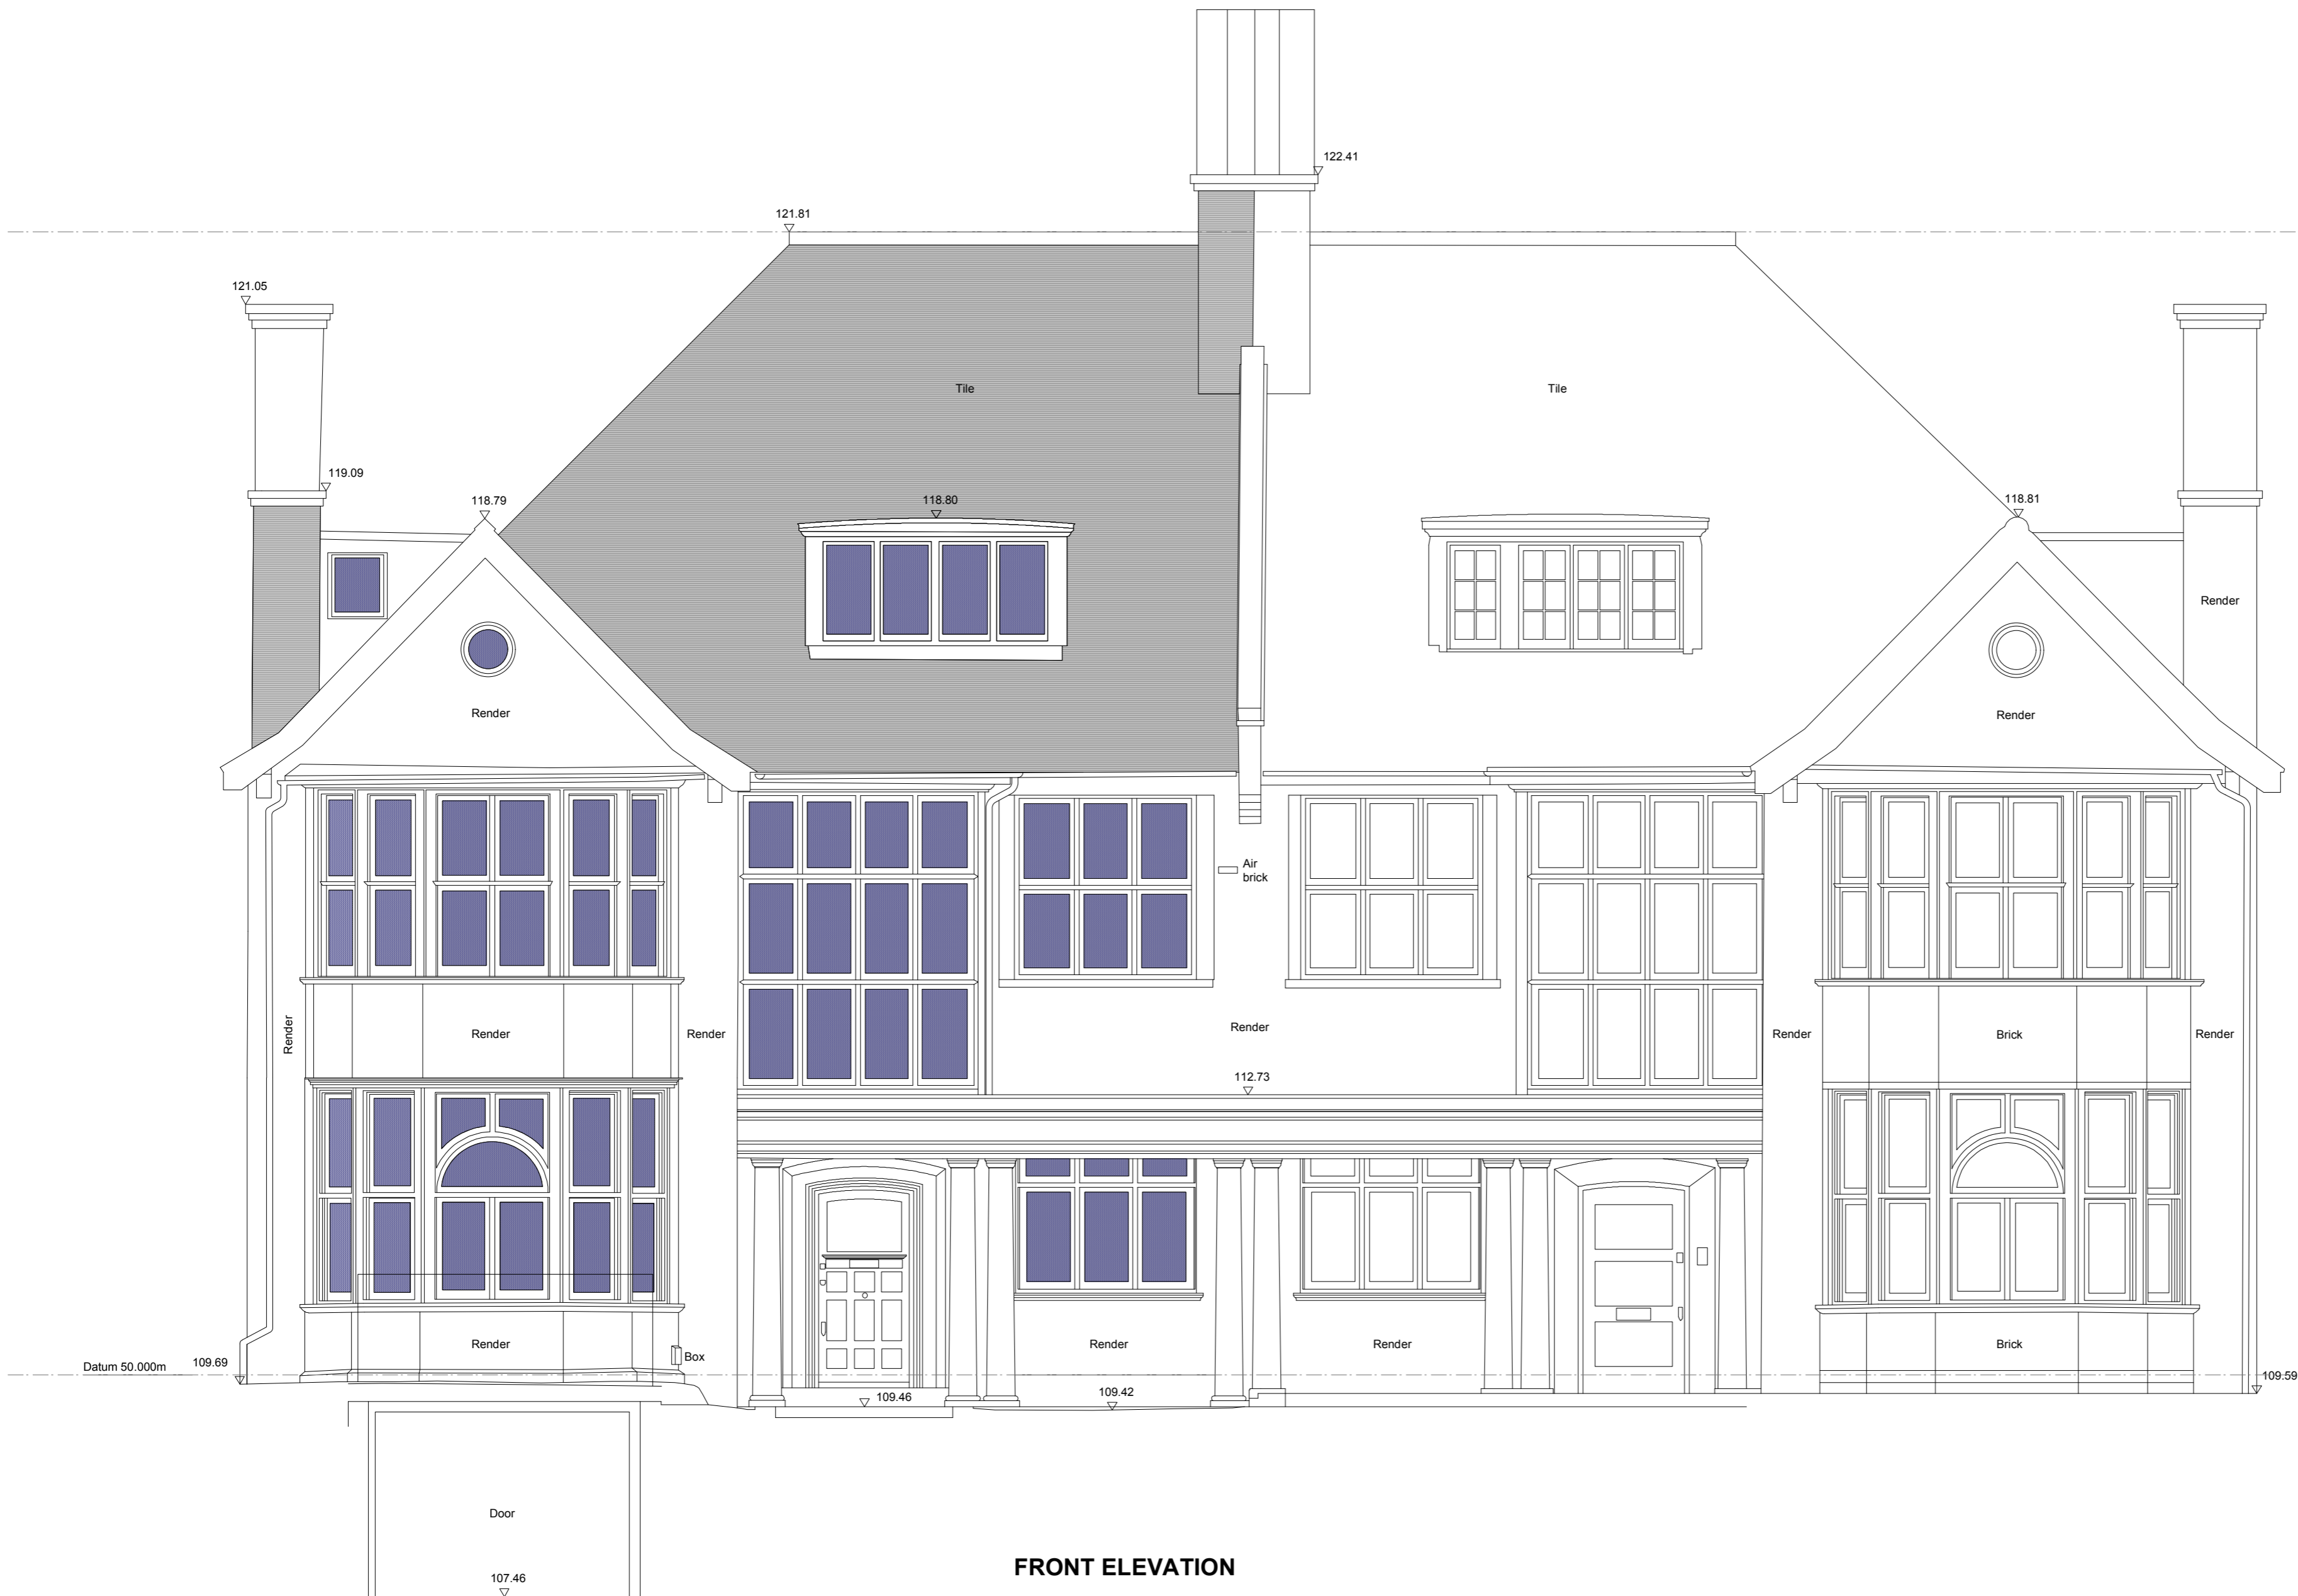 122.41
121.81
121.05
Tile
Tile
119.09
118.79
118.80
118.81
Render
Render
Render
Air
brick
Render
Render
Render
Render
Render
Brick
Render
112.73
Render
Render
Render
Brick
Box
Datum 50.000m
109.69
109.46
109.42
109.59
Door
107.46
FRONT ELEVATION